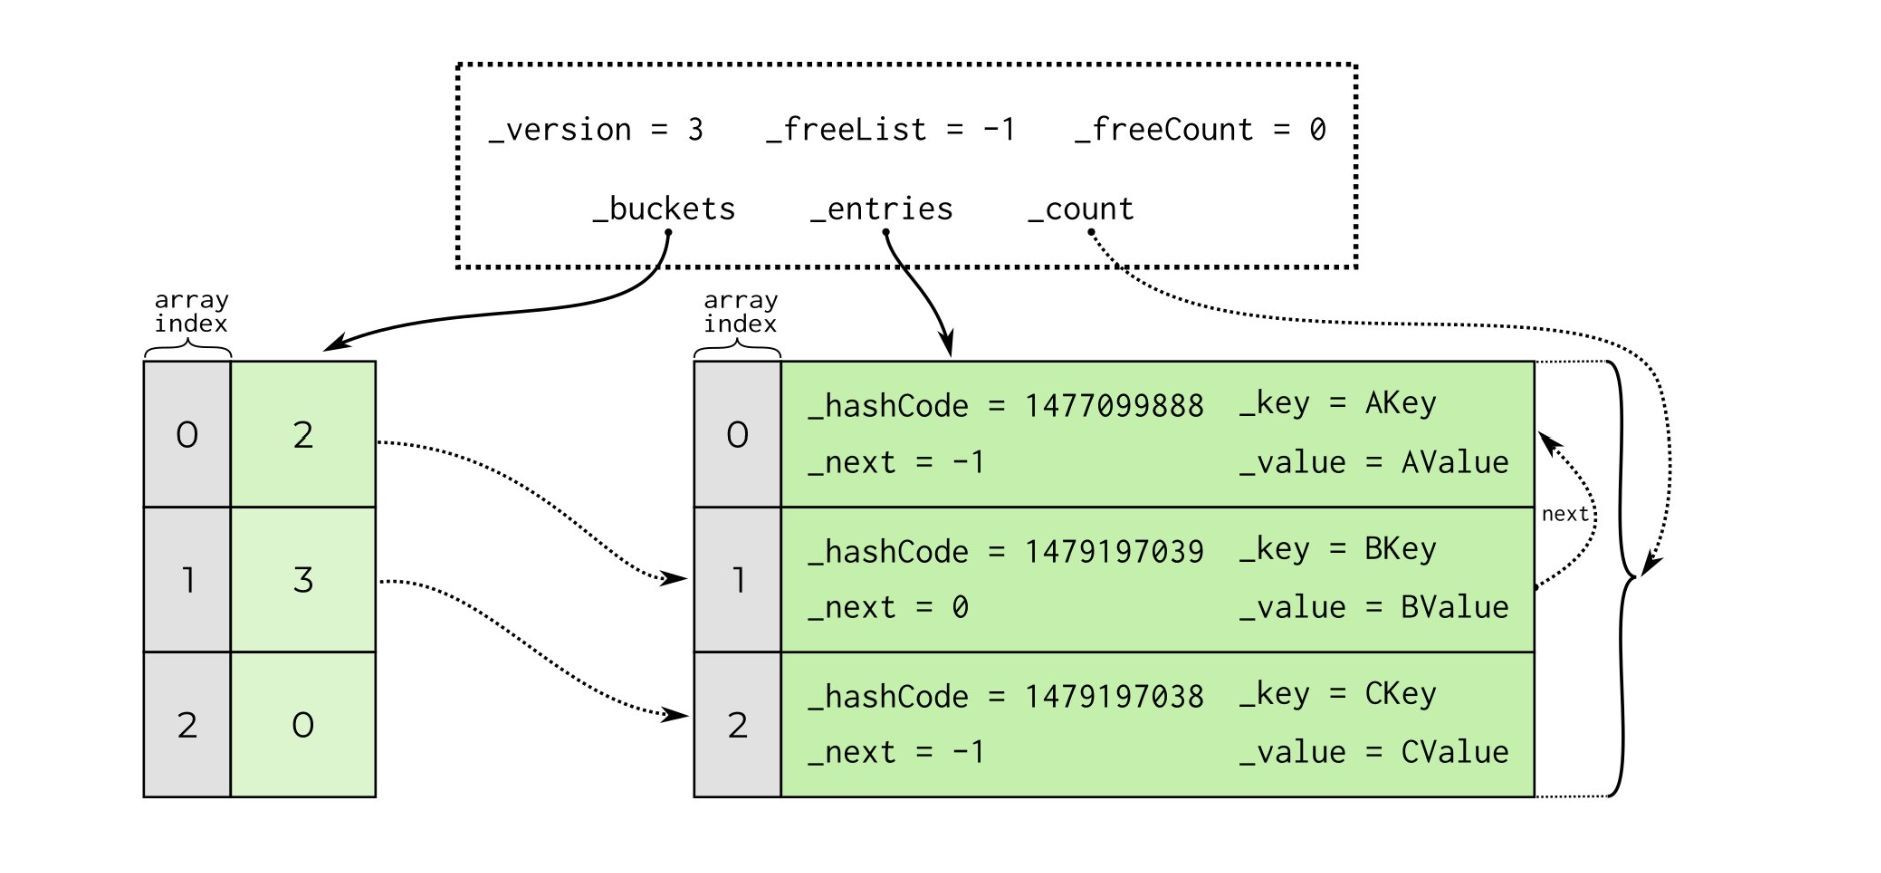 _version = 3 _freeList = -1 _freeCount = 0
_buckets _entries _count
array
index
array
index
0 2
1 3
2 0
0 _hashCode = 1477099888 _key = AKey
_next = -1 _value = AValue
next
1 _hashCode = 1479197039 _key = BKey
_next = 0 _value = BValue
2 _hashCode = 1479197038 _key = CKey
_next = -1 _value = CValue